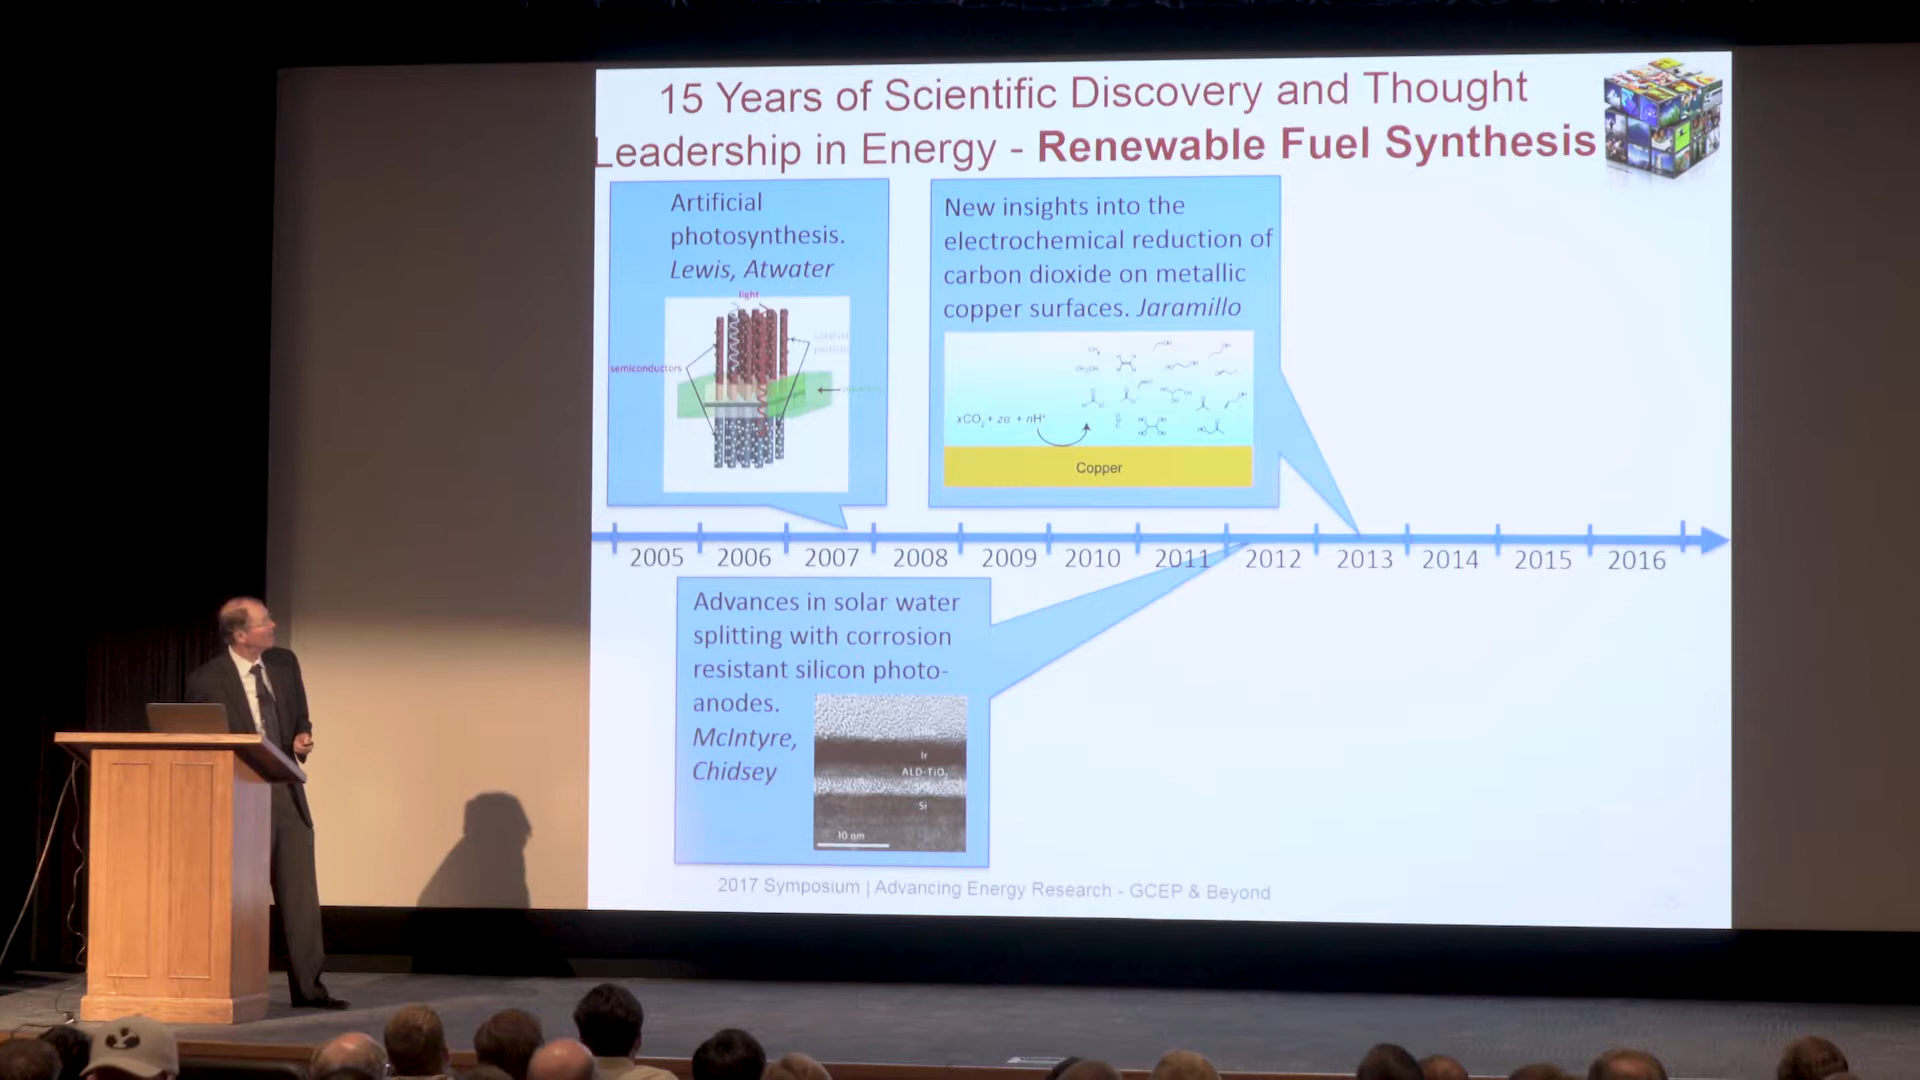 15 Years of Scientific Discovery and Thought
Leadership in Energy - Renewable Fuel Synthesis
Artificial
photosynthesis.
Lewis, Atwater
light
semiconductors
New insights into the
electrochemical reduction of
carbon dioxide on metallic
copper surfaces. Jaramillo
Copper
2005 2006 2007 2008 2009 2010 2011 2012 2013 2014 2015 2016
Advances in solar water
splitting with corrosion
resistant silicon photo-
anodes.
McIntyre,
Chidsey
Ir
ALD-TiO₂
Si
10 nm
2017 Symposium | Advancing Energy Research - GCEP & Beyond